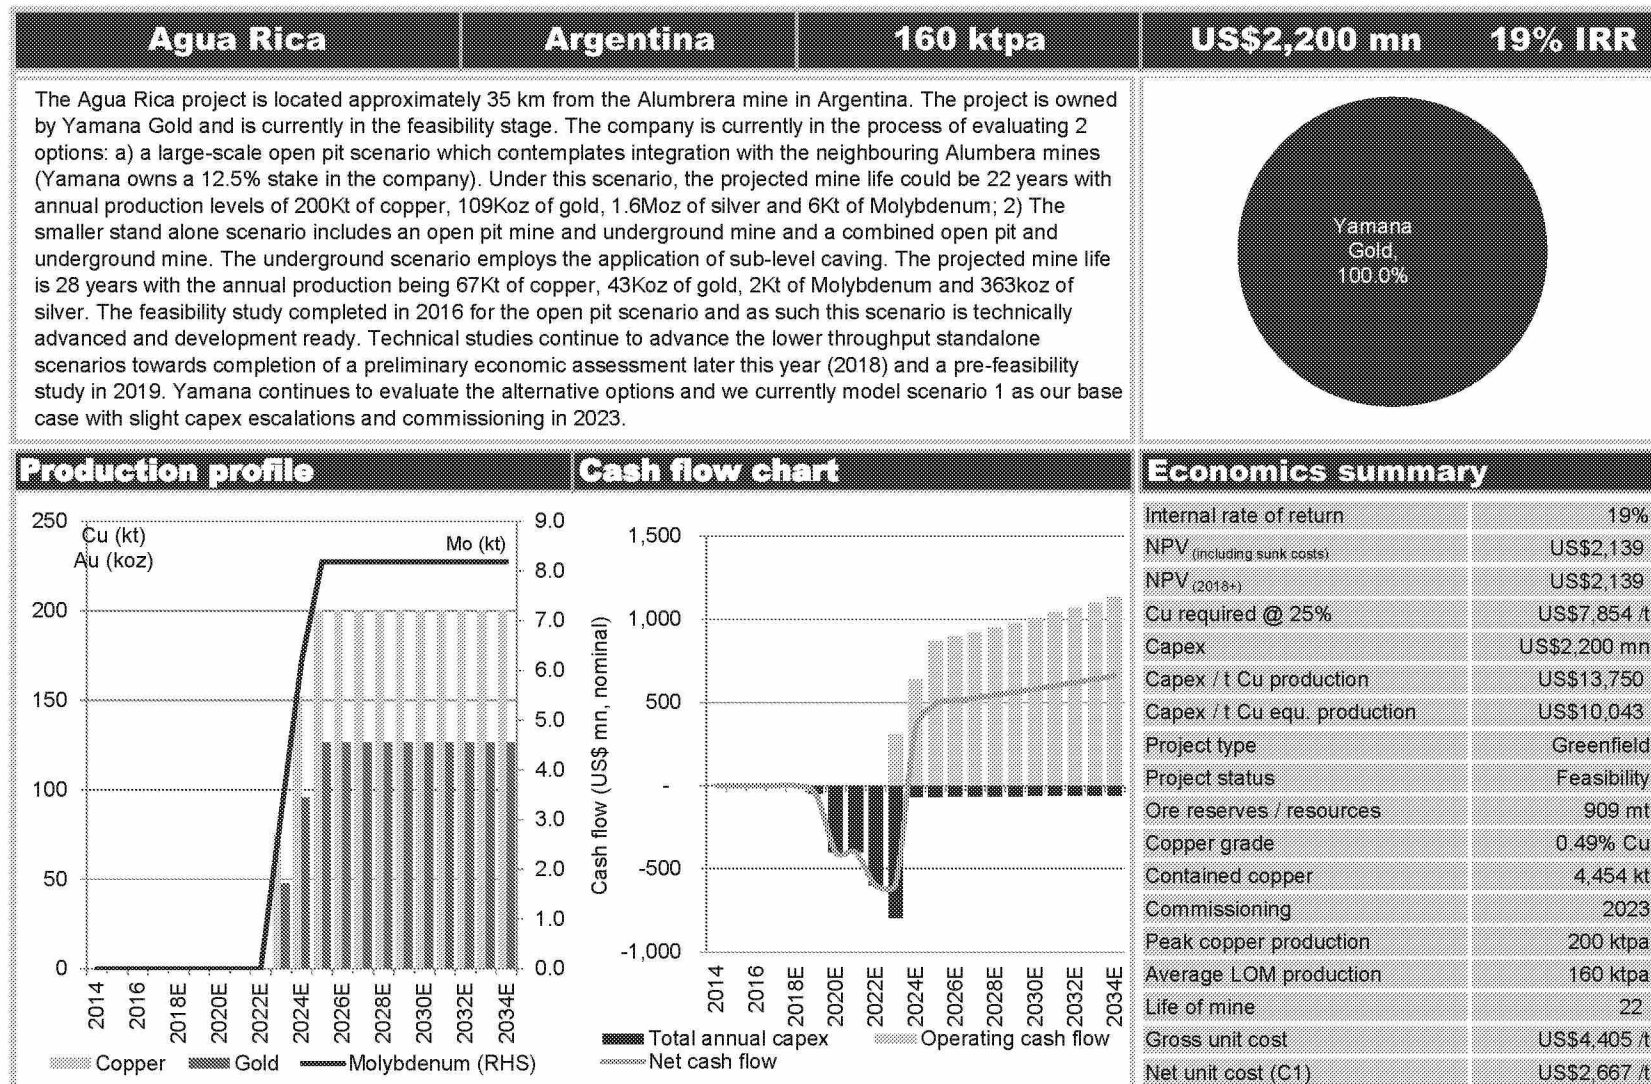 Agua Rica Argentina 160 ktpa US$2,200 mn 19% IRR
The Agua Rica project is located approximately 35 km from the Alumbrera mine in Argentina. The project is owned
by Yamana Gold and is currently in the feasibility stage. The company is currently in the process of evaluating 2
options: a) a large-scale open pit scenario which contemplates integration with the neighbouring Alumbera mines
(Yamana owns a 12.5% stake in the company). Under this scenario, the projected mine life could be 22 years with
annual production levels of 200Kt of copper, 109Koz of gold, 1.6Moz of silver and 6Kt of Molybdenum; 2) The
smaller stand alone scenario includes an open pit mine and underground mine and a combined open pit and
underground mine. The underground scenario employs the application of sub-level caving. The projected mine life
is 28 years with the annual production being 67Kt of copper, 43Koz of gold, 2Kt of Molybdenum and 363koz of
silver. The feasibility study completed in 2016 for the open pit scenario and as such this scenario is technically
advanced and development ready. Technical studies continue to advance the lower throughput standalone
scenarios towards completion of a preliminary economic assessment later this year (2018) and a pre-feasibility
study in 2019. Yamana continues to evaluate the alternative options and we currently model scenario 1 as our base
case with slight capex escalations and commissioning in 2023.
Yamana
Gold,
100.0%
Production profile
250
200
150
100
50
0
Cu (kt)
Au (koz)
Mo (kt)
9.0
8.0
7.0
6.0
5.0
4.0
3.0
2.0
1.0
0.0
2014 2016 2018E 2020E 2022E 2024E 2026E 2028E 2030E 2032E 2034E
Copper Gold Molybdenum (RHS)
Cash flow chart
Cash flow (US$ mn, nominal)
1,500
1,000
500
-
-500
-1,000
2014 2016 2018E 2020E 2022E 2024E 2026E 2028E 2030E 2032E 2034E
Total annual capex Operating cash flow
Net cash flow
Economics summary
Internal rate of return 19%
NPV (including sunk costs) US$2,139
NPV (2018+) US$2,139
Cu required @ 25% US$7,854 /t
Capex US$2,200 mn
Capex / t Cu production US$13,750
Capex / t Cu equ. production US$10,043
Project type Greenfield
Project status Feasibility
Ore reserves / resources 909 mt
Copper grade 0.49% Cu
Contained copper 4,454 kt
Commissioning 2023
Peak copper production 200 ktpa
Average LOM production 160 ktpa
Life of mine 22
Gross unit cost US$4,405 /t
Net unit cost (C1) US$2,667 /t